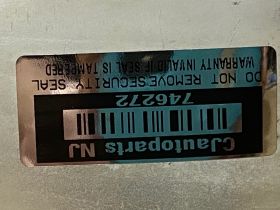 CJautoparts NJ
746272
DO NOT REMOVE,SECURITY SEAL
WARRANTY INVALID IF SEAL IS TAMPERED